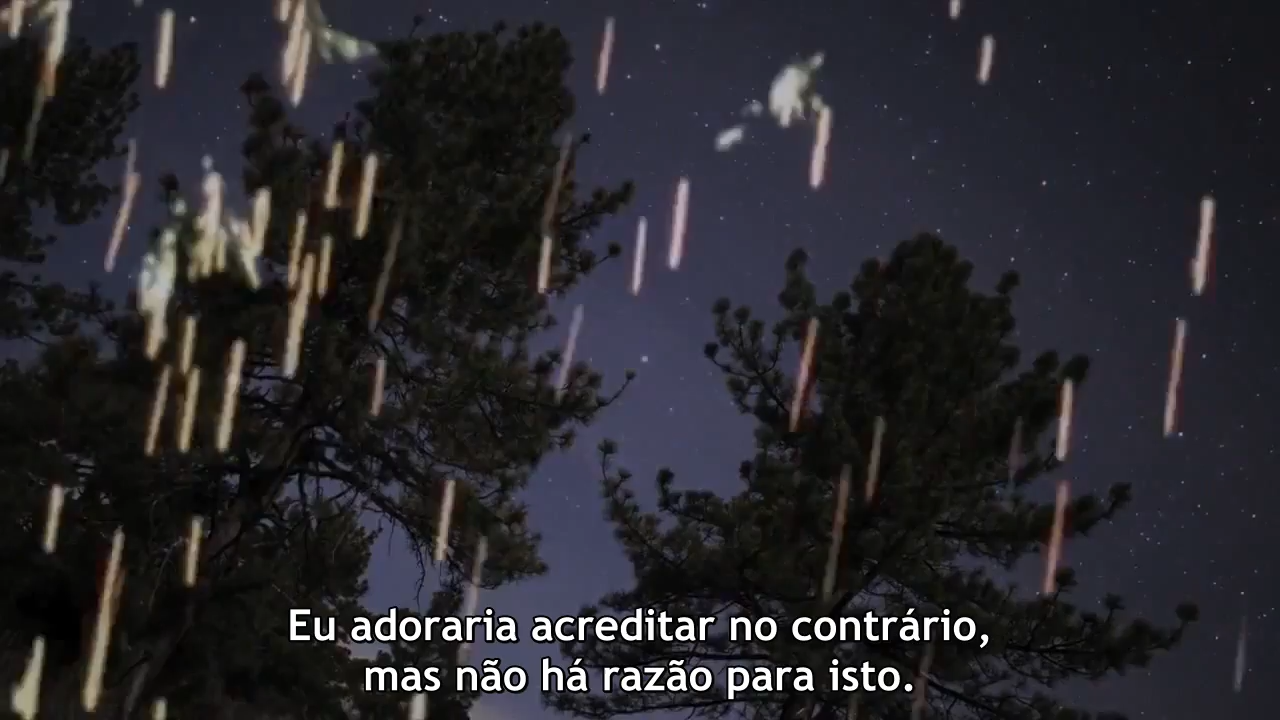 Eu adoraria acreditar no contrário,
mas não há razão para isto.